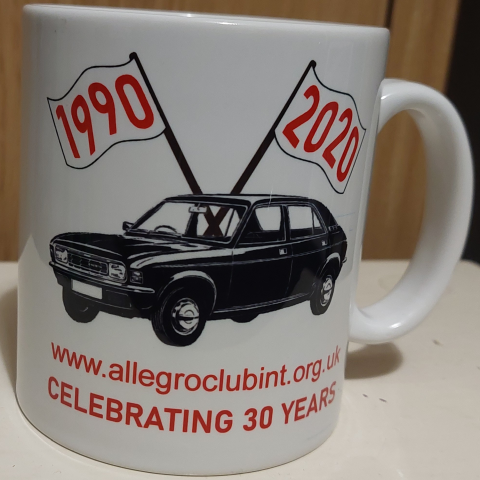 1990
2020
www.allegroclubint.org.uk
CELEBRATING 30 YEARS